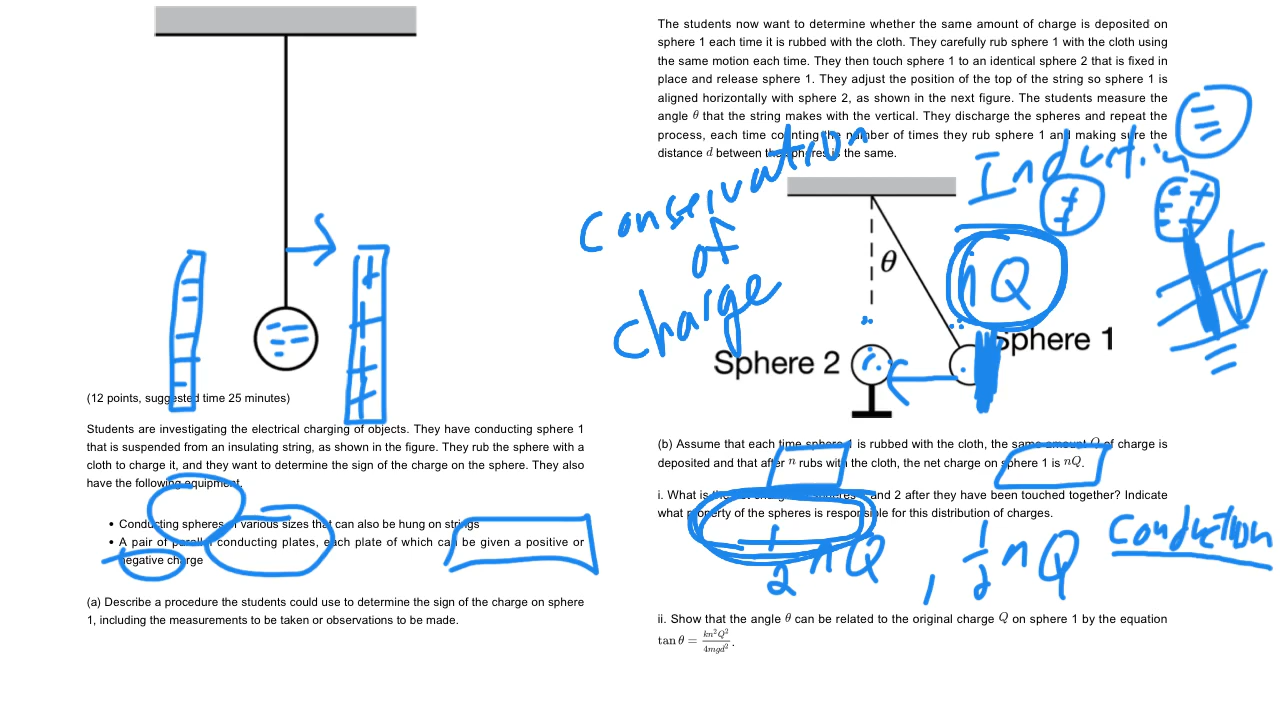 (12 points, suggested time 25 minutes)
Students are investigating the electrical charging of objects. They have conducting sphere 1
that is suspended from an insulating string, as shown in the figure. They rub the sphere with a
cloth to charge it, and they want to determine the sign of the charge on the sphere. They also
have the following equipment.
• Conducting spheres of various sizes that can also be hung on strings
• A pair of parallel conducting plates, each plate of which can be given a positive or
negative charge
(a) Describe a procedure the students could use to determine the sign of the charge on sphere
1, including the measurements to be taken or observations to be made.
The students now want to determine whether the same amount of charge is deposited on
sphere 1 each time it is rubbed with the cloth. They carefully rub sphere 1 with the cloth using
the same motion each time. They then touch sphere 1 to an identical sphere 2 that is fixed in
place and release sphere 1. They adjust the position of the top of the string so sphere 1 is
aligned horizontally with sphere 2, as shown in the next figure. The students measure the
angle θ that the string makes with the vertical. They discharge the spheres and repeat the
process, each time counting the number of times they rub sphere 1 and making sure the
distance d between the spheres is the same.
Conservation
of
charge
Induction
θ
nQ
Sphere 2
Sphere 1
(b) Assume that each time sphere 1 is rubbed with the cloth, the same amount Q of charge is
deposited and that after n rubs with the cloth, the net charge on sphere 1 is nQ.
i. What is the spheres 1 and 2 after they have been touched together? Indicate
what property of the spheres is responsible for this distribution of charges.
1/2 nQ , 1/2 nQ
Conduction
ii. Show that the angle θ can be related to the original charge Q on sphere 1 by the equation
tan θ = kn²Q²/4mgd².